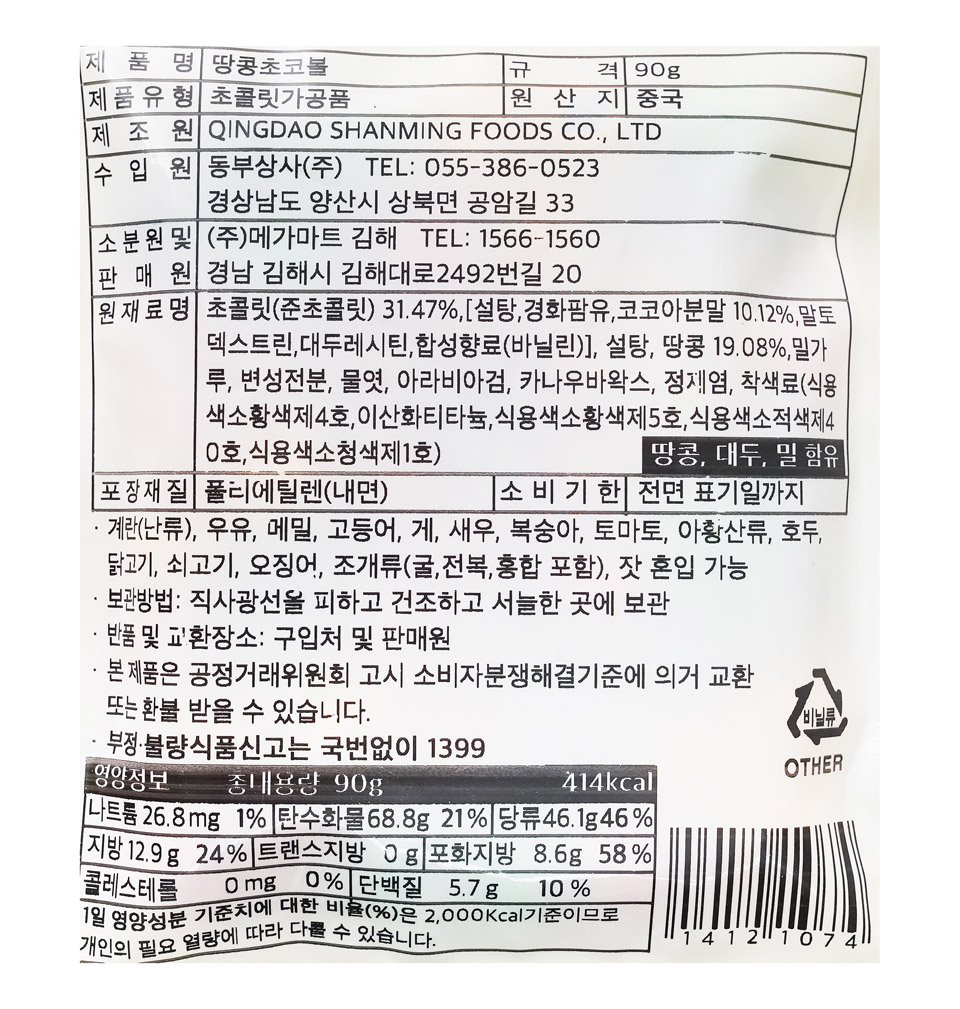 제 품 명 땅콩초코볼 규 격 90g
제품유형 초콜릿가공품 원 산 지 중국
제 조 원 QINGDAO SHANMING FOODS CO., LTD
수 입 원 동부상사(주) TEL: 055-386-0523
경상남도 양산시 상북면 공암길 33
소분원및 (주)메가마트 김해 TEL: 1566-1560
판 매 원 경남 김해시 김해대로2492번길 20
원재료명 초콜릿(준초콜릿) 31.47%,[설탕,경화팜유,코코아분말 10.12%,말토
덱스트린,대두레시틴,합성향료(바닐린)], 설탕, 땅콩 19.08%,밀가
루, 변성전분, 물엿, 아라비아검, 카나우바왁스, 정제염, 착색료(식용
색소황색제4호,이산화티타늄,식용색소황색제5호,식용색소적색제4
0호,식용색소청색제1호) 땅콩, 대두, 밀 함유
포장재질 폴리에틸렌(내면) 소비기한 전면 표기일까지
· 계란(난류), 우유, 메밀, 고등어, 게, 새우, 복숭아, 토마토, 아황산류, 호두,
닭고기, 쇠고기, 오징어, 조개류(굴,전복,홍합 포함), 잣 혼입 가능
· 보관방법: 직사광선을 피하고 건조하고 서늘한 곳에 보관
· 반품 및 교환장소: 구입처 및 판매원
· 본 제품은 공정거래위원회 고시 소비자분쟁해결기준에 의거 교환
또는 환불 받을 수 있습니다.
· 부정·불량식품신고는 국번없이 1399
비닐류
OTHER
영양정보 총내용량 90g 414kcal
나트륨 26.8mg 1% 탄수화물 68.8g 21% 당류 46.1g 46%
지방 12.9g 24% 트랜스지방 0g 포화지방 8.6g 58%
콜레스테롤 0mg 0% 단백질 5.7g 10%
1일 영양성분 기준치에 대한 비율(%)은 2,000Kcal기준이므로
개인의 필요 열량에 따라 다를 수 있습니다.
14121074